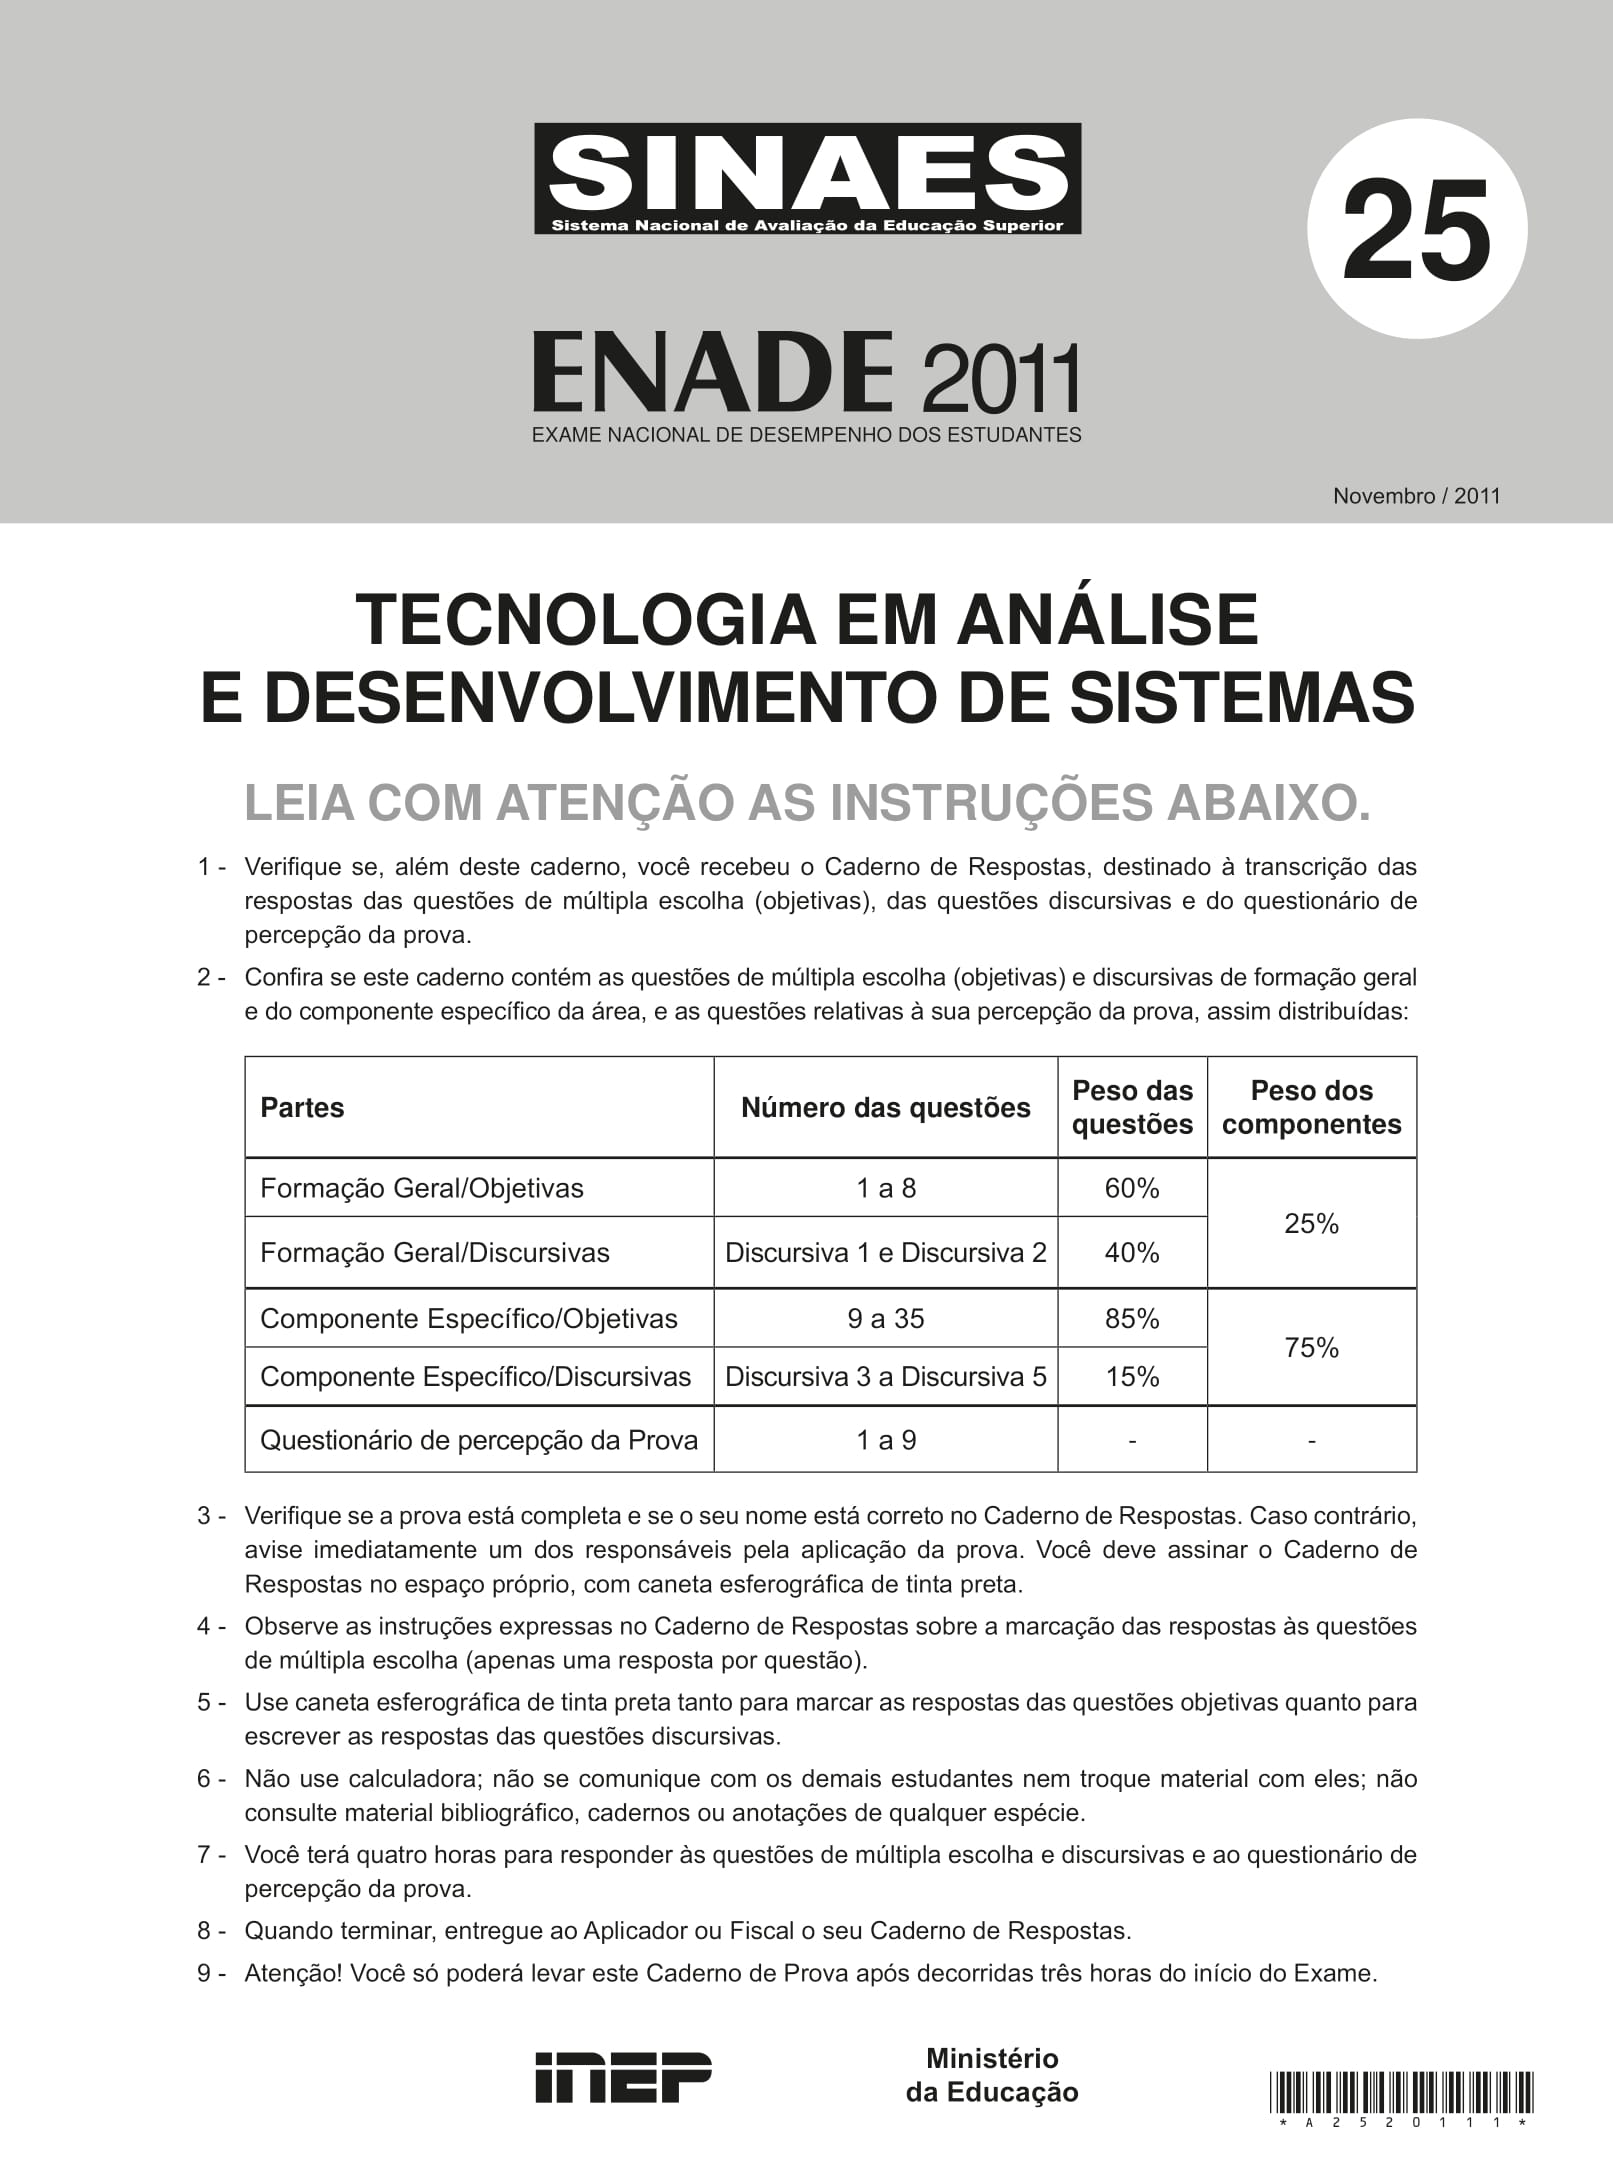 SINAES
Sistema Nacional de Avaliação da Educação Superior
25
ENADE 2011
EXAME NACIONAL DE DESEMPENHO DOS ESTUDANTES
Novembro / 2011
TECNOLOGIA EM ANÁLISE
E DESENVOLVIMENTO DE SISTEMAS
LEIA COM ATENÇÃO AS INSTRUÇÕES ABAIXO.
1 - Verifique se, além deste caderno, você recebeu o Caderno de Respostas, destinado à transcrição das
respostas das questões de múltipla escolha (objetivas), das questões discursivas e do questionário de
percepção da prova.
2 - Confira se este caderno contém as questões de múltipla escolha (objetivas) e discursivas de formação geral
e do componente específico da área, e as questões relativas à sua percepção da prova, assim distribuídas:
Partes Número das questões Peso das questões Peso dos componentes
Formação Geral/Objetivas 1 a 8 60% 25%
Formação Geral/Discursivas Discursiva 1 e Discursiva 2 40%
Componente Específico/Objetivas 9 a 35 85% 75%
Componente Específico/Discursivas Discursiva 3 a Discursiva 5 15%
Questionário de percepção da Prova 1 a 9 - -
3 - Verifique se a prova está completa e se o seu nome está correto no Caderno de Respostas. Caso contrário,
avise imediatamente um dos responsáveis pela aplicação da prova. Você deve assinar o Caderno de
Respostas no espaço próprio, com caneta esferográfica de tinta preta.
4 - Observe as instruções expressas no Caderno de Respostas sobre a marcação das respostas às questões
de múltipla escolha (apenas uma resposta por questão).
5 - Use caneta esferográfica de tinta preta tanto para marcar as respostas das questões objetivas quanto para
escrever as respostas das questões discursivas.
6 - Não use calculadora; não se comunique com os demais estudantes nem troque material com eles; não
consulte material bibliográfico, cadernos ou anotações de qualquer espécie.
7 - Você terá quatro horas para responder às questões de múltipla escolha e discursivas e ao questionário de
percepção da prova.
8 - Quando terminar, entregue ao Aplicador ou Fiscal o seu Caderno de Respostas.
9 - Atenção! Você só poderá levar este Caderno de Prova após decorridas três horas do início do Exame.
INEP
Ministério
da Educação
* A 2 5 2 0 1 1 1 *